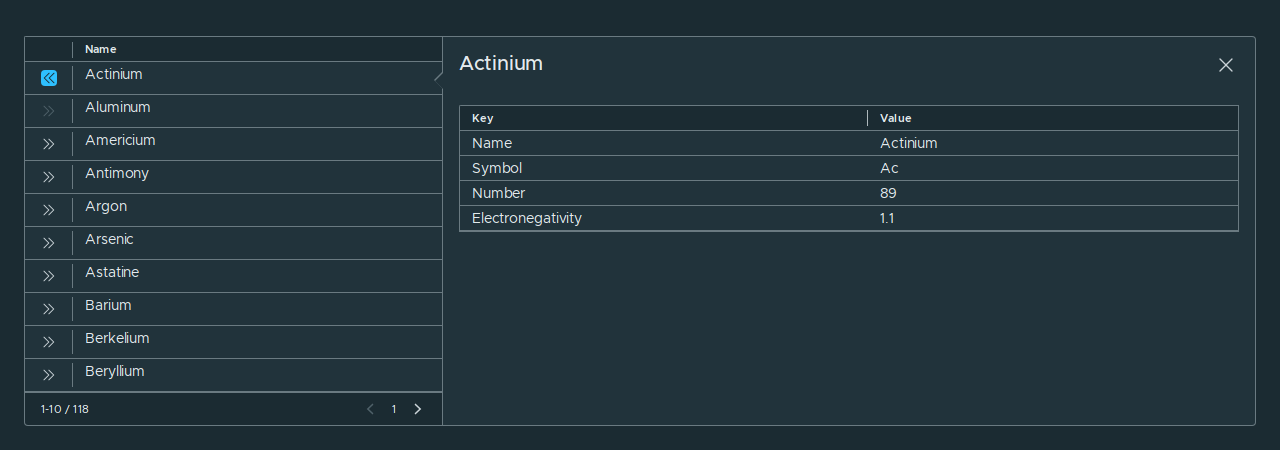 Name
Actinium
Aluminum
Americium
Antimony
Argon
Arsenic
Astatine
Barium
Berkelium
Beryllium
1-10 / 118
1
Actinium
Key Value
Name Actinium
Symbol Ac
Number 89
Electronegativity 1.1